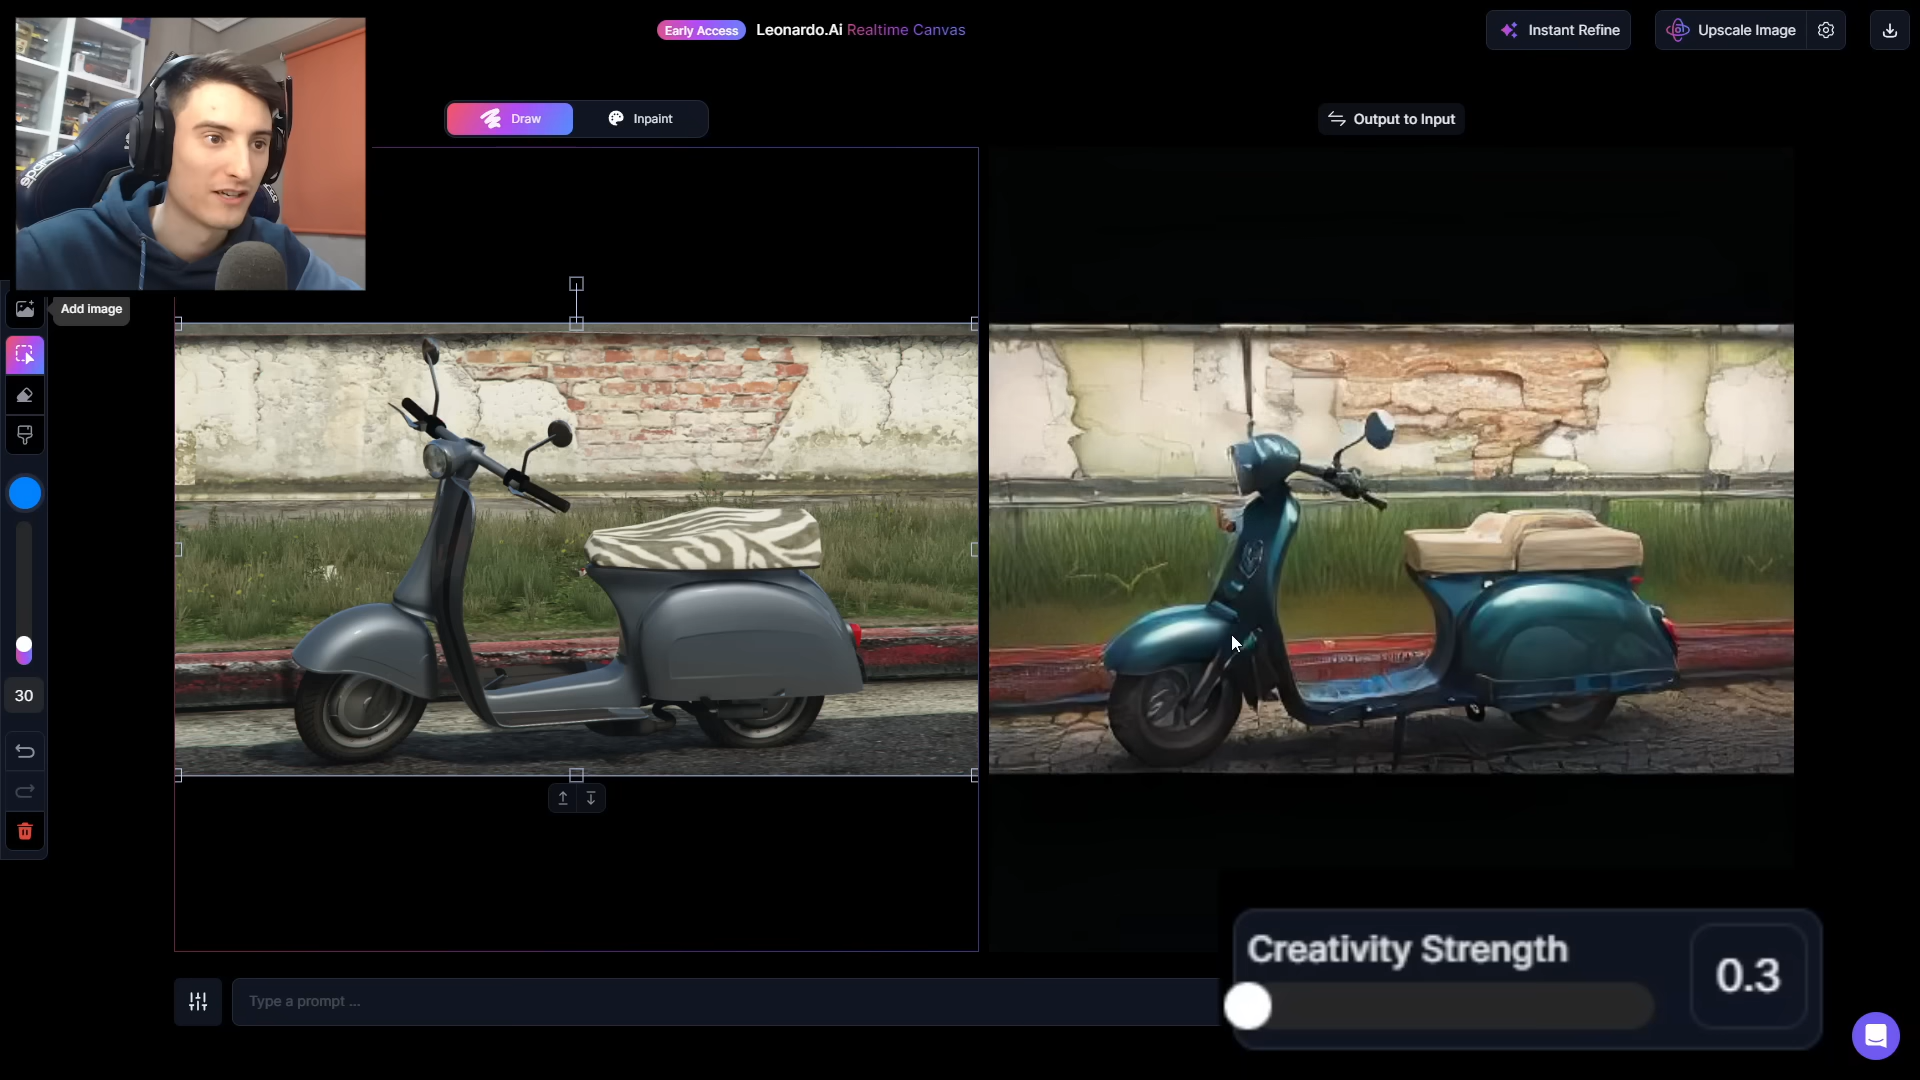 Early Access Leonardo.Ai Realtime Canvas
Instant Refine
Upscale Image
Draw
Inpaint
Output to Input
sparco
Add image
30
Type a prompt ...
Creativity Strength
0.3